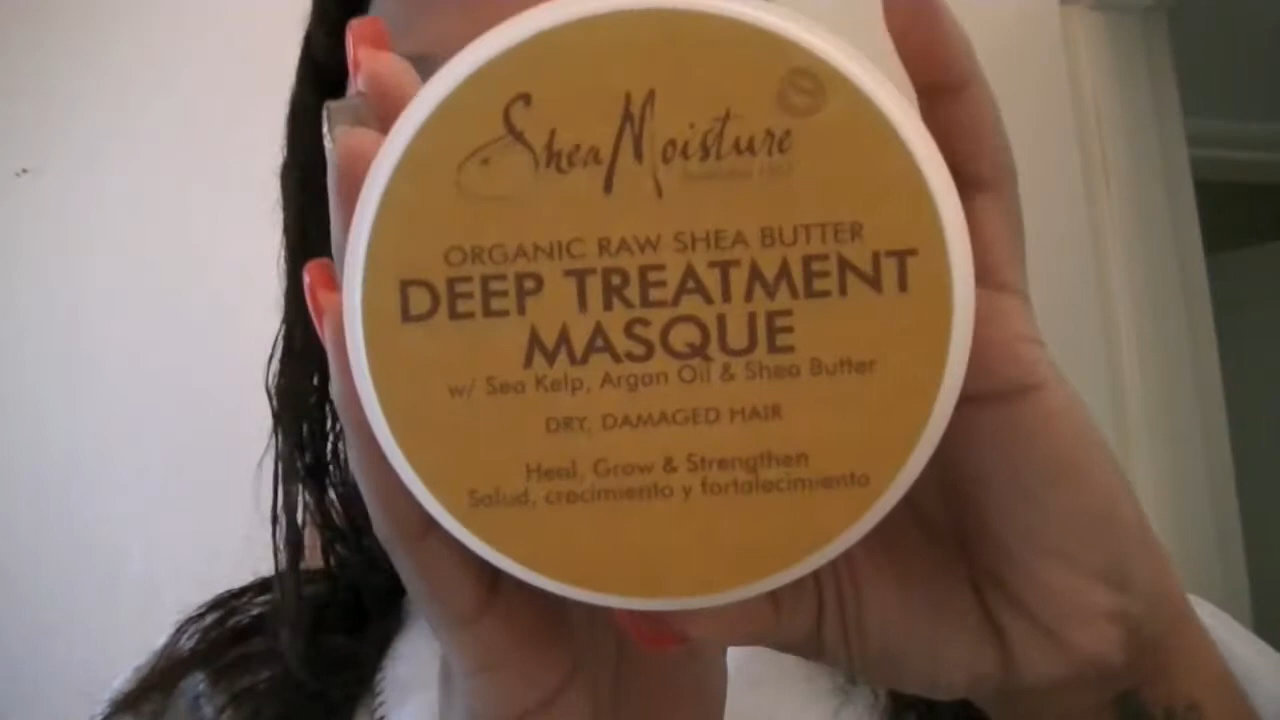 SheaMoisture
ORGANIC RAW SHEA BUTTER
DEEP TREATMENT
MASQUE
w/ Sea Kelp, Argan Oil & Shea Butter
DRY, DAMAGED HAIR
Heal, Grow & Strengthen
Salud, crecimiento y fortalecimiento